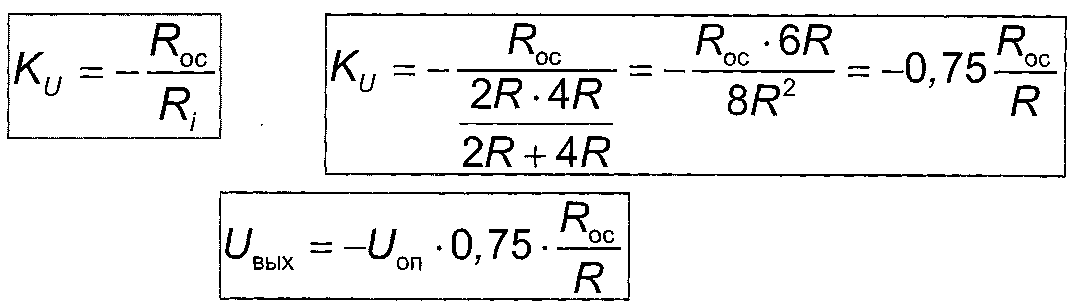 K_U = −R_ос/R_i
K_U = −R_ос/((2R · 4R)/(2R + 4R)) = −(R_ос · 6R)/(8R²) = −0,75 R_ос/R
U_вых = −U_оп · 0,75 · R_ос/R